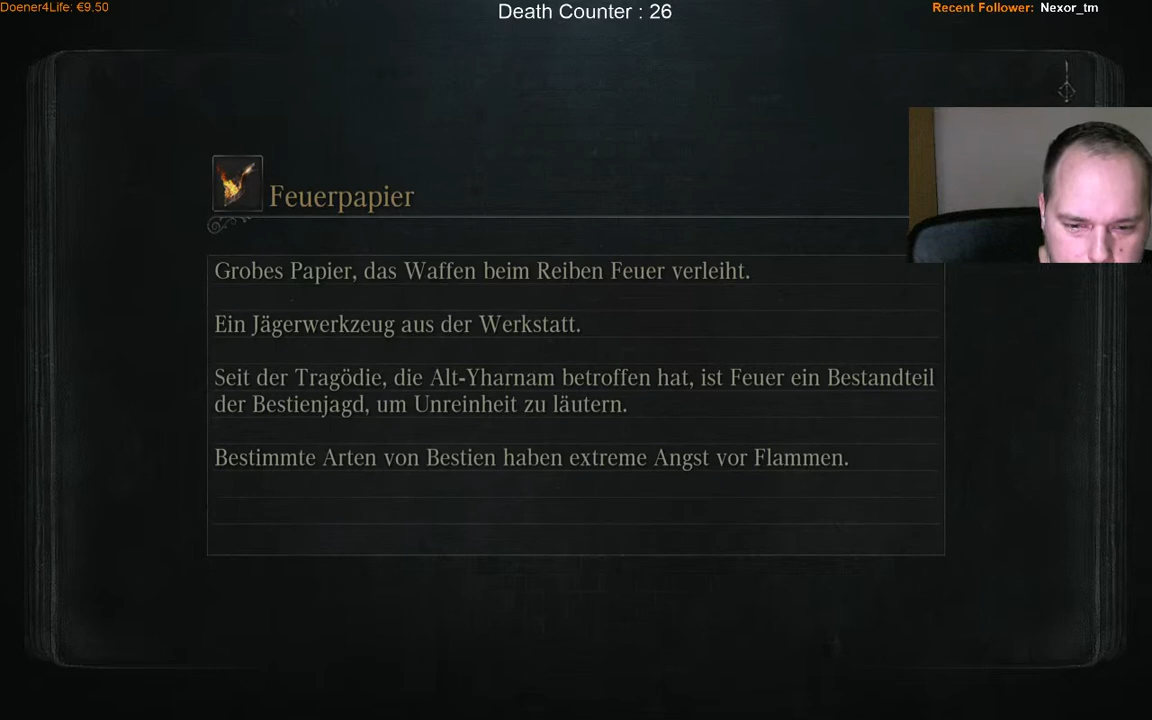 Doener4Life: €9.50
Death Counter : 26
Recent Follower: Nexor_tm
Feuerpapier
Grobes Papier, das Waffen beim Reiben Feuer verleiht.
Ein Jägerwerkzeug aus der Werkstatt.
Seit der Tragödie, die Alt-Yharnam betroffen hat, ist Feuer ein Bestandteil
der Bestienjagd, um Unreinheit zu läutern.
Bestimmte Arten von Bestien haben extreme Angst vor Flammen.